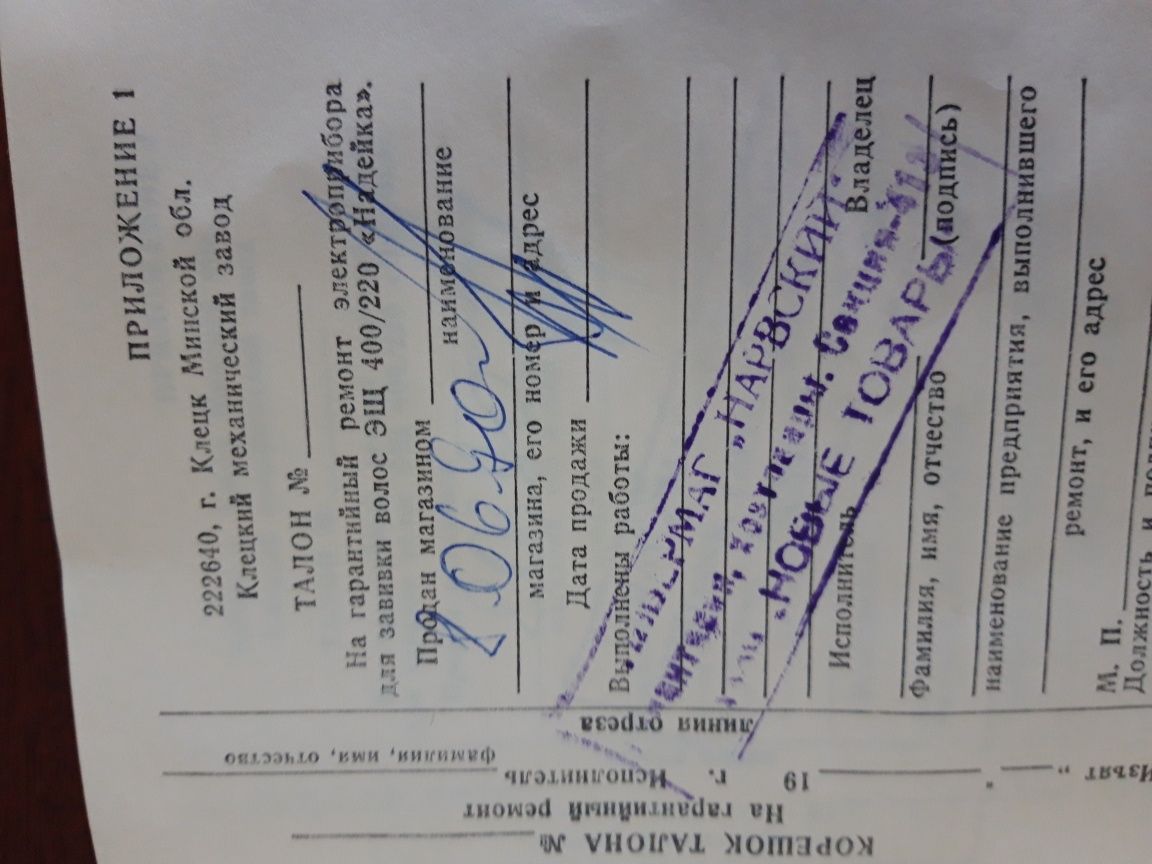 ПРИЛОЖЕНИЕ 1
222640, г. Клецк Минской обл.
Клецкий механический завод
ТАЛОН №
На гарантийный ремонт электроприбора
для завивки волос ЭЩ 400/220 «Надейка».
Продан магазином
наименование
магазина, его номер и адрес
Дата продажи
Выполнены работы:
УНИВЕРМАГ „НАРВСКИЙ"
НОВЫЕ ТОВАРЫ
Исполнитель Владелец
Фамилия, имя, отчество (подпись)
наименование предприятия, выполнившего
ремонт, и его адрес
М. П.
Должность и
линия отреза
КОРЕШОК ТАЛОНА №
На гарантийный ремонт
Изъят „ " 19 г. Исполнитель
фамилия, имя, отчество